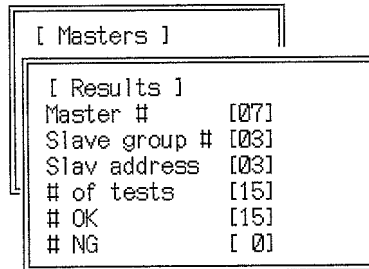 [ Masters ]
[ Results ]
Master # [07]
Slave group # [03]
Slav address [03]
# of tests [15]
# OK [15]
# NG [ 0]